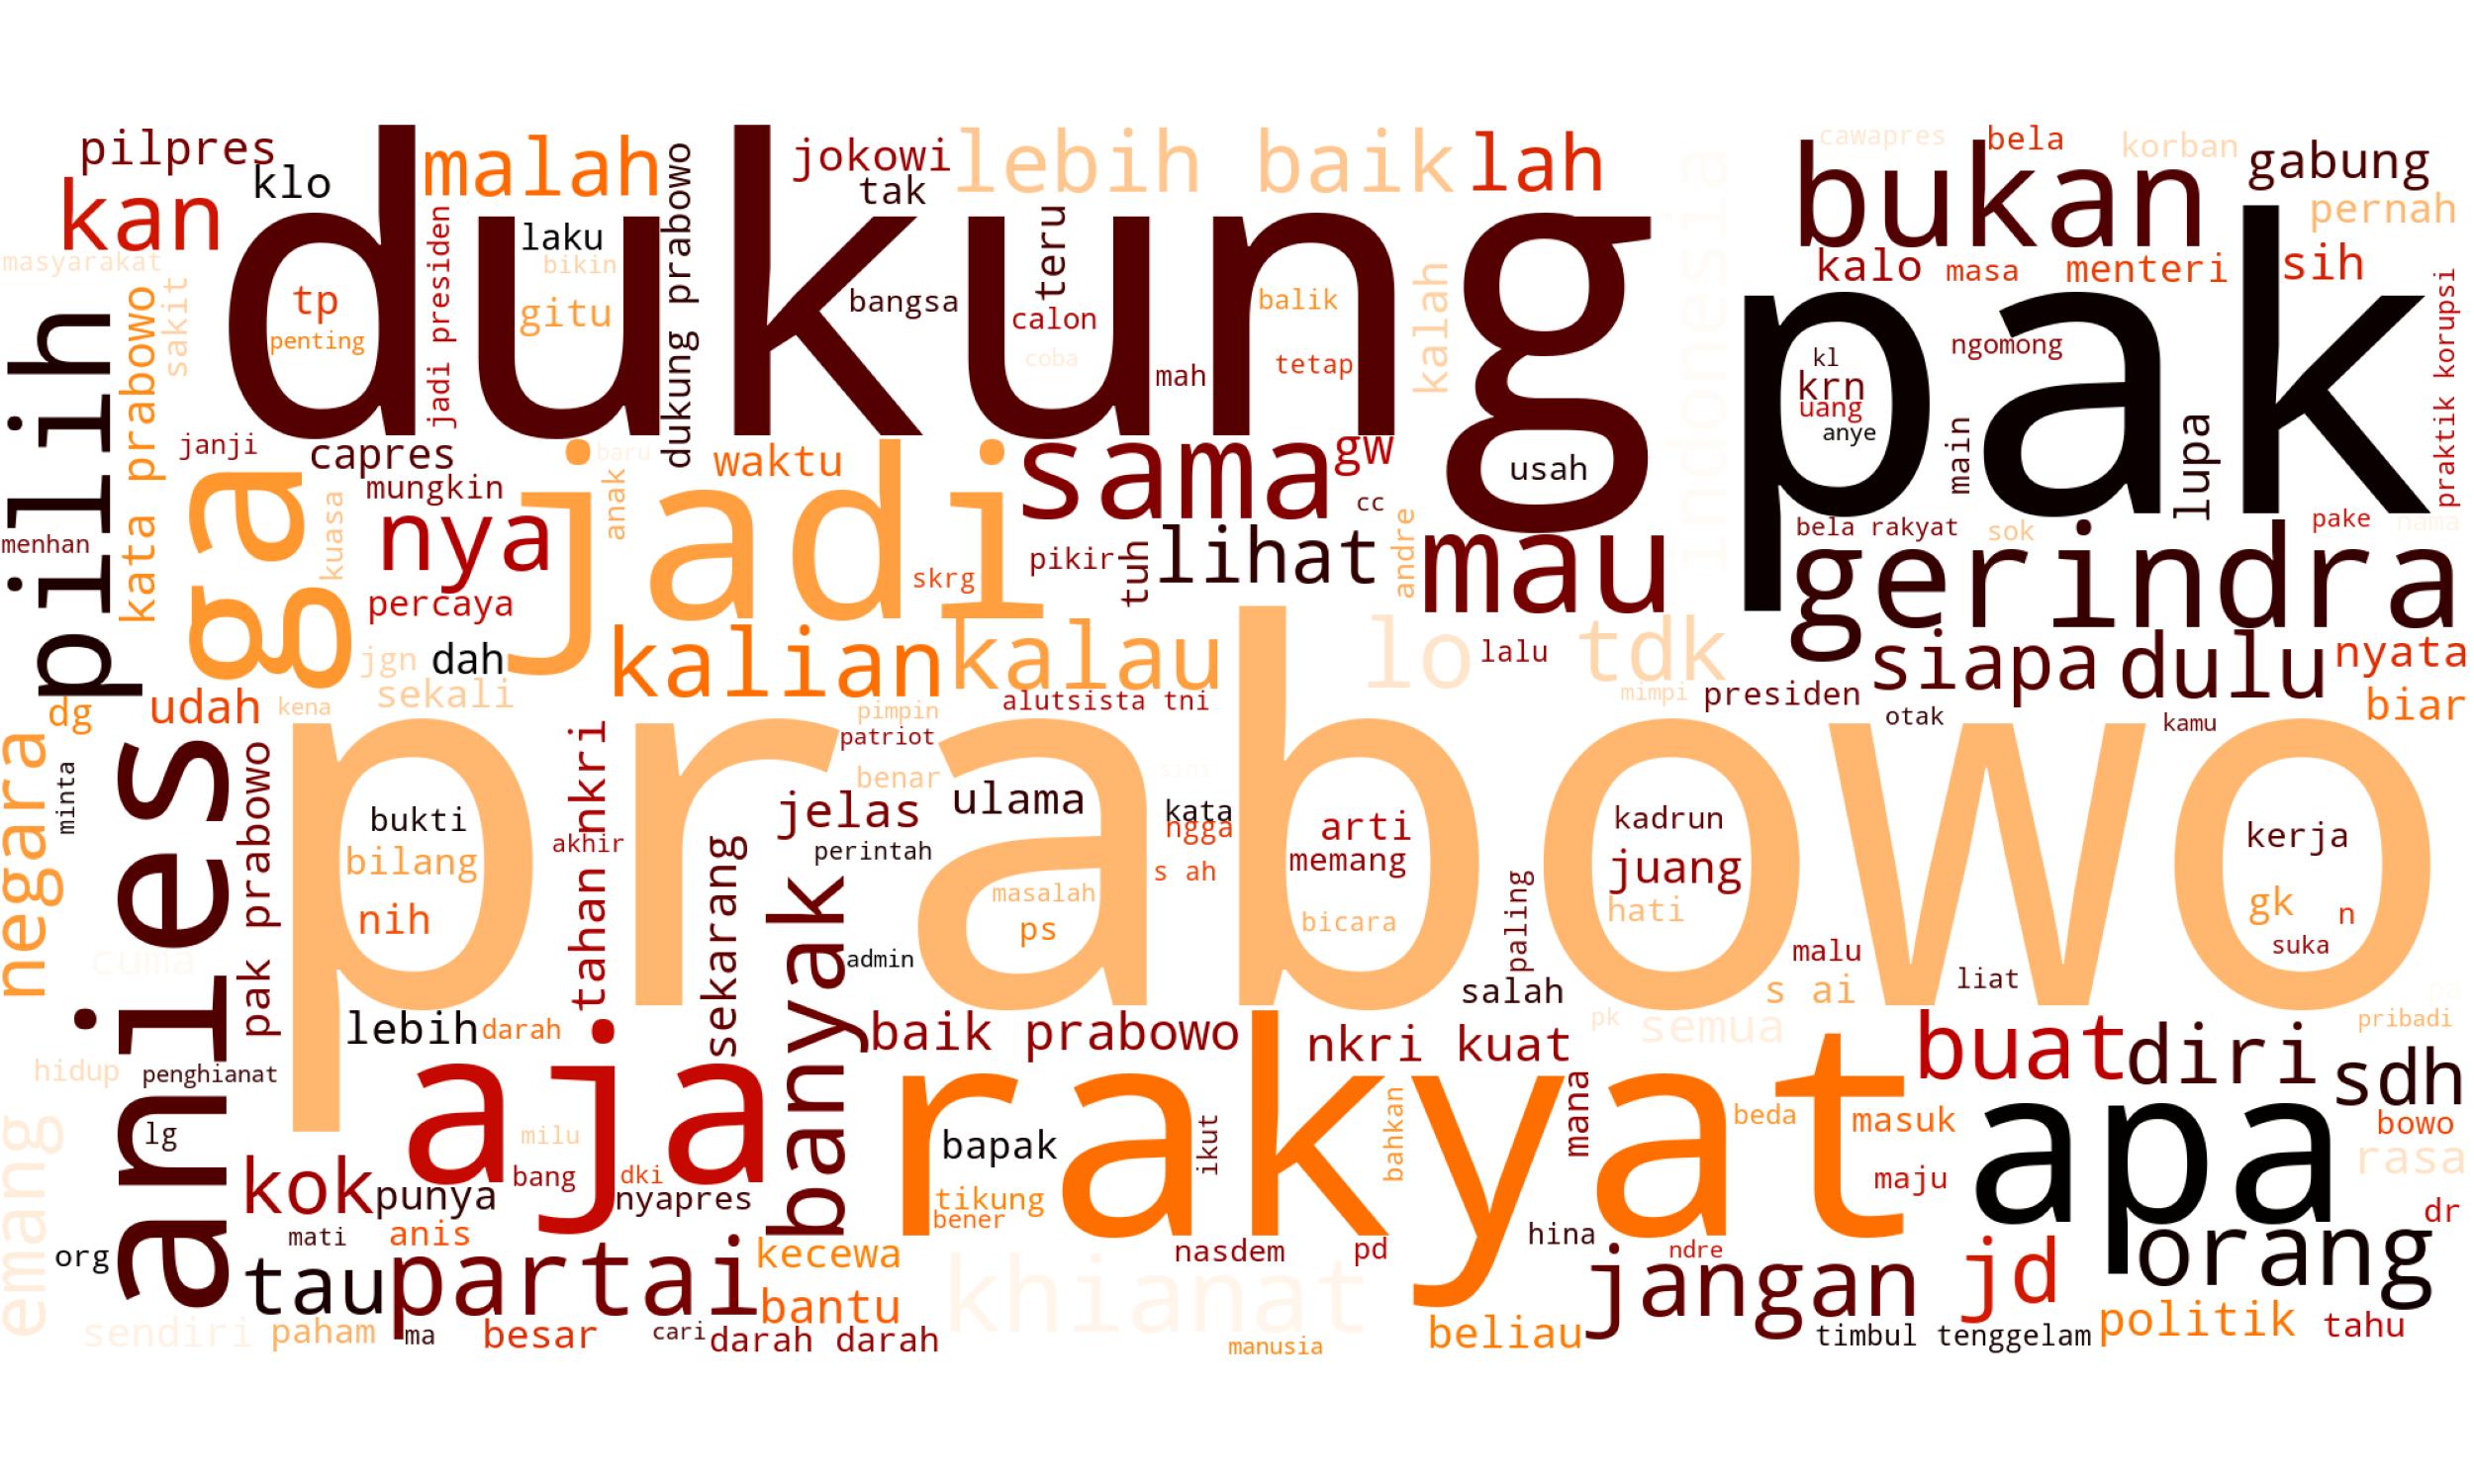 pilpres
klo
malah
dukung prabowo
jokowi
tak
lebih baik
lah
cawapres
bela
korban
gabung
bukan
pernah
kan
masyarakat
dukung
tp
penting
jadi presiden
laku
bikin
gitu
bangsa
teru
calon
coba
mah
balik
tetap
kalah
indonesia
kalo
masa
menteri
sih
pak
kl
krn
uang
anye
ngomong
main
lupa
praktik korupsi
pilih
menhan
kata prabowo
sakit
janji
capres
mungkin
ga
kuasa
nya
percaya
jadi
baru
anak
waktu
skrg
sama
gw
cc
usah
pikir
tuh
lihat
andre
mau
bela rakyat
sok
pake
nama
gerindra
jgn
dah
sekali
kalian
kalau
lo
lalu
tdk
mimpi
siapa
dulu
nyata
biar
dg
udah
kena
alutsista tni
pimpin
patriot
presiden
otak
kamu
prabowo
negara
minta
anies
pak prabowo
bukti
bilang
nih
tahan nkri
akhir
sekarang
benar
jelas
ulama
perintah
banyak
masalah
ps
sini
kata
ngga
s ah
arti
memang
bicara
paling
kadrun
juang
hati
kerja
gk
n
suka
cuma
admin
salah
malu
s ai
liat
lebih
darah
baik prabowo
nkri kuat
pk
semua
buat
diri
pribadi
hidup
penghianat
sdh
emang
lg
aja
milu
bang
dki
nyapres
rakyat
bapak
tikung
bener
ikut
bahkan
mana
beda
masuk
maju
apa
bowo
rasa
dr
kok
punya
mati
anis
org
tau
partai
kecewa
bantu
khianat
nasdem
pd
hina
ndre
jangan
jd
orang
sendiri
paham
ma
besar
cari
darah darah
manusia
beliau
timbul tenggelam
politik
tahu